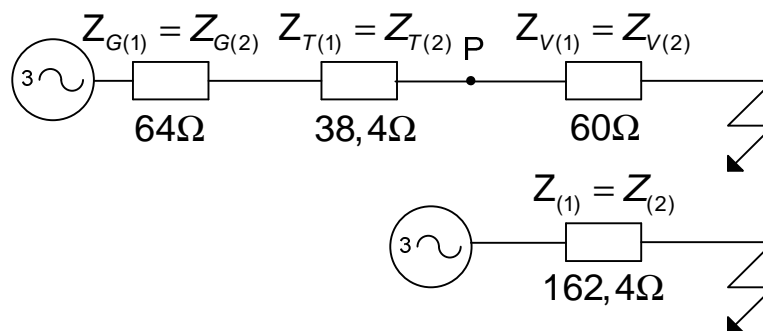 Z_G(1) = Z_G(2) Z_T(1) = Z_T(2) P Z_V(1) = Z_V(2)
3
64Ω 38,4Ω 60Ω
Z_(1) = Z_(2)
3
162,4Ω